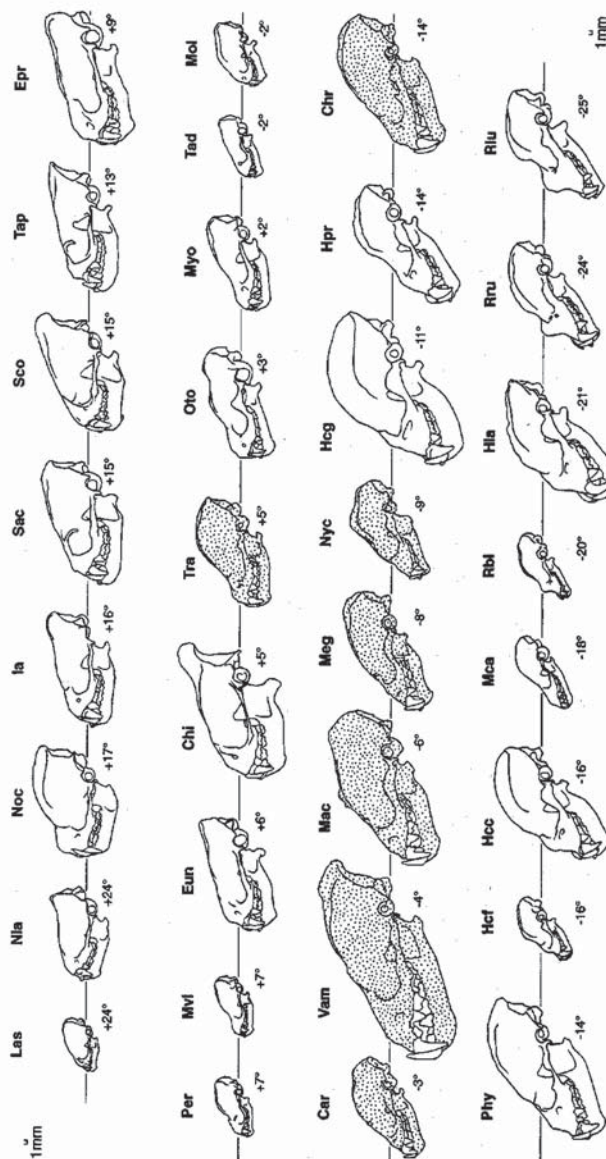 1mm
Las Nla Noc Ia Sac Sco Tap Epr
+24° +24° +17° +16° +15° +15° +13° +9°
Per Mvl Eun Chi Tra Oto Myo Tad Mol
+7° +7° +6° +5° +5° +3° +2° -2° -2°
Car Vam Mac Meg Nyc Hcg Hpr Chr
-3° -4° -6° -8° -9° -11° -14° -14°
Phy Hcf Hcc Mca Rbl Hla Rru Rlu
-14° -16° -16° -18° -20° -21° -24° -25°
1mm